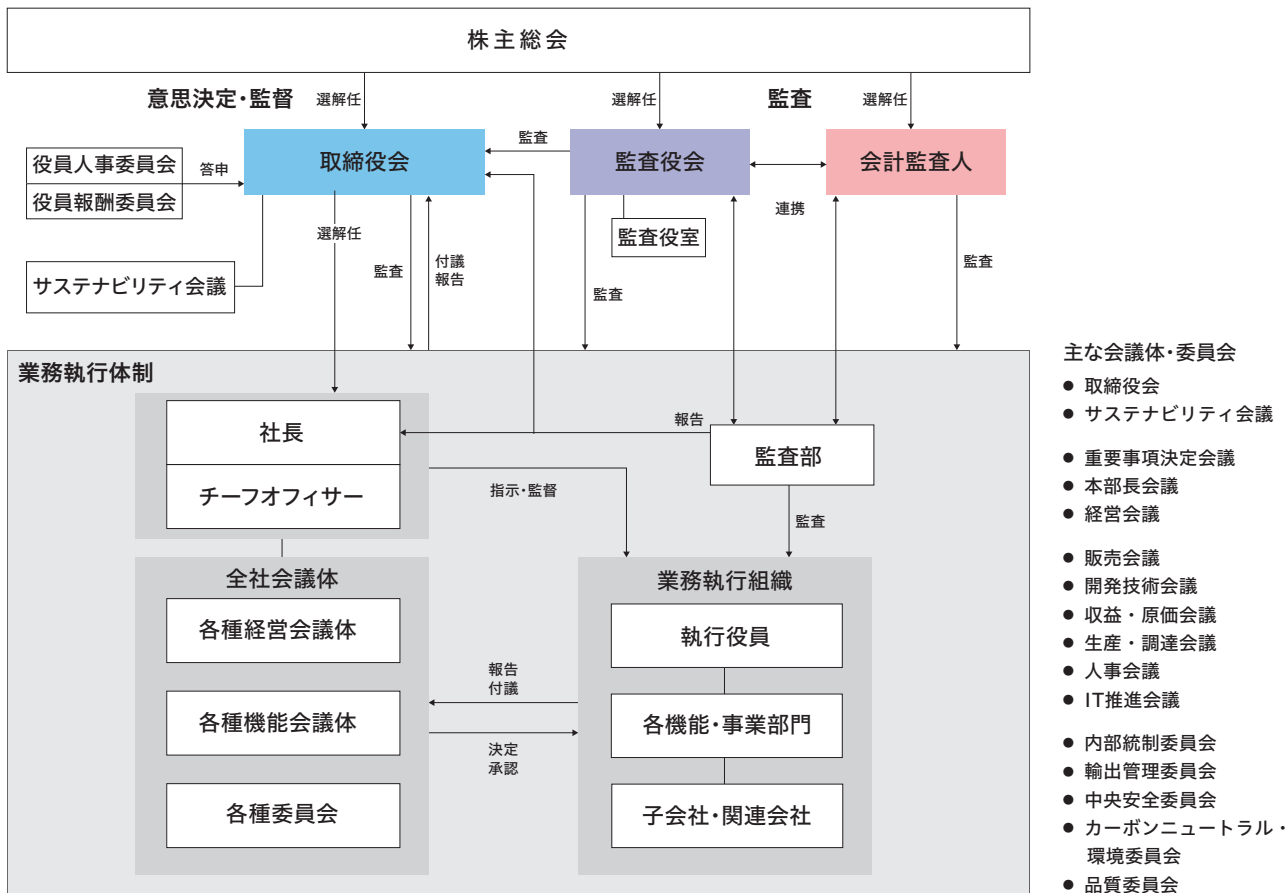 株主総会
意思決定・監督
選解任
選解任
監査
選解任
役員人事委員会
役員報酬委員会
答申
取締役会
監査
監査役会
会計監査人
連携
監査役室
サステナビリティ会議
選解任
監査
付議
報告
監査
監査
業務執行体制
社長
チーフオフィサー
報告
監査部
指示・監督
監査
全社会議体
各種経営会議体
各種機能会議体
各種委員会
報告
付議
決定
承認
業務執行組織
執行役員
各機能・事業部門
子会社・関連会社
主な会議体・委員会
● 取締役会
● サステナビリティ会議
● 重要事項決定会議
● 本部長会議
● 経営会議
● 販売会議
● 開発技術会議
● 収益・原価会議
● 生産・調達会議
● 人事会議
● IT推進会議
● 内部統制委員会
● 輸出管理委員会
● 中央安全委員会
● カーボンニュートラル・
環境委員会
● 品質委員会